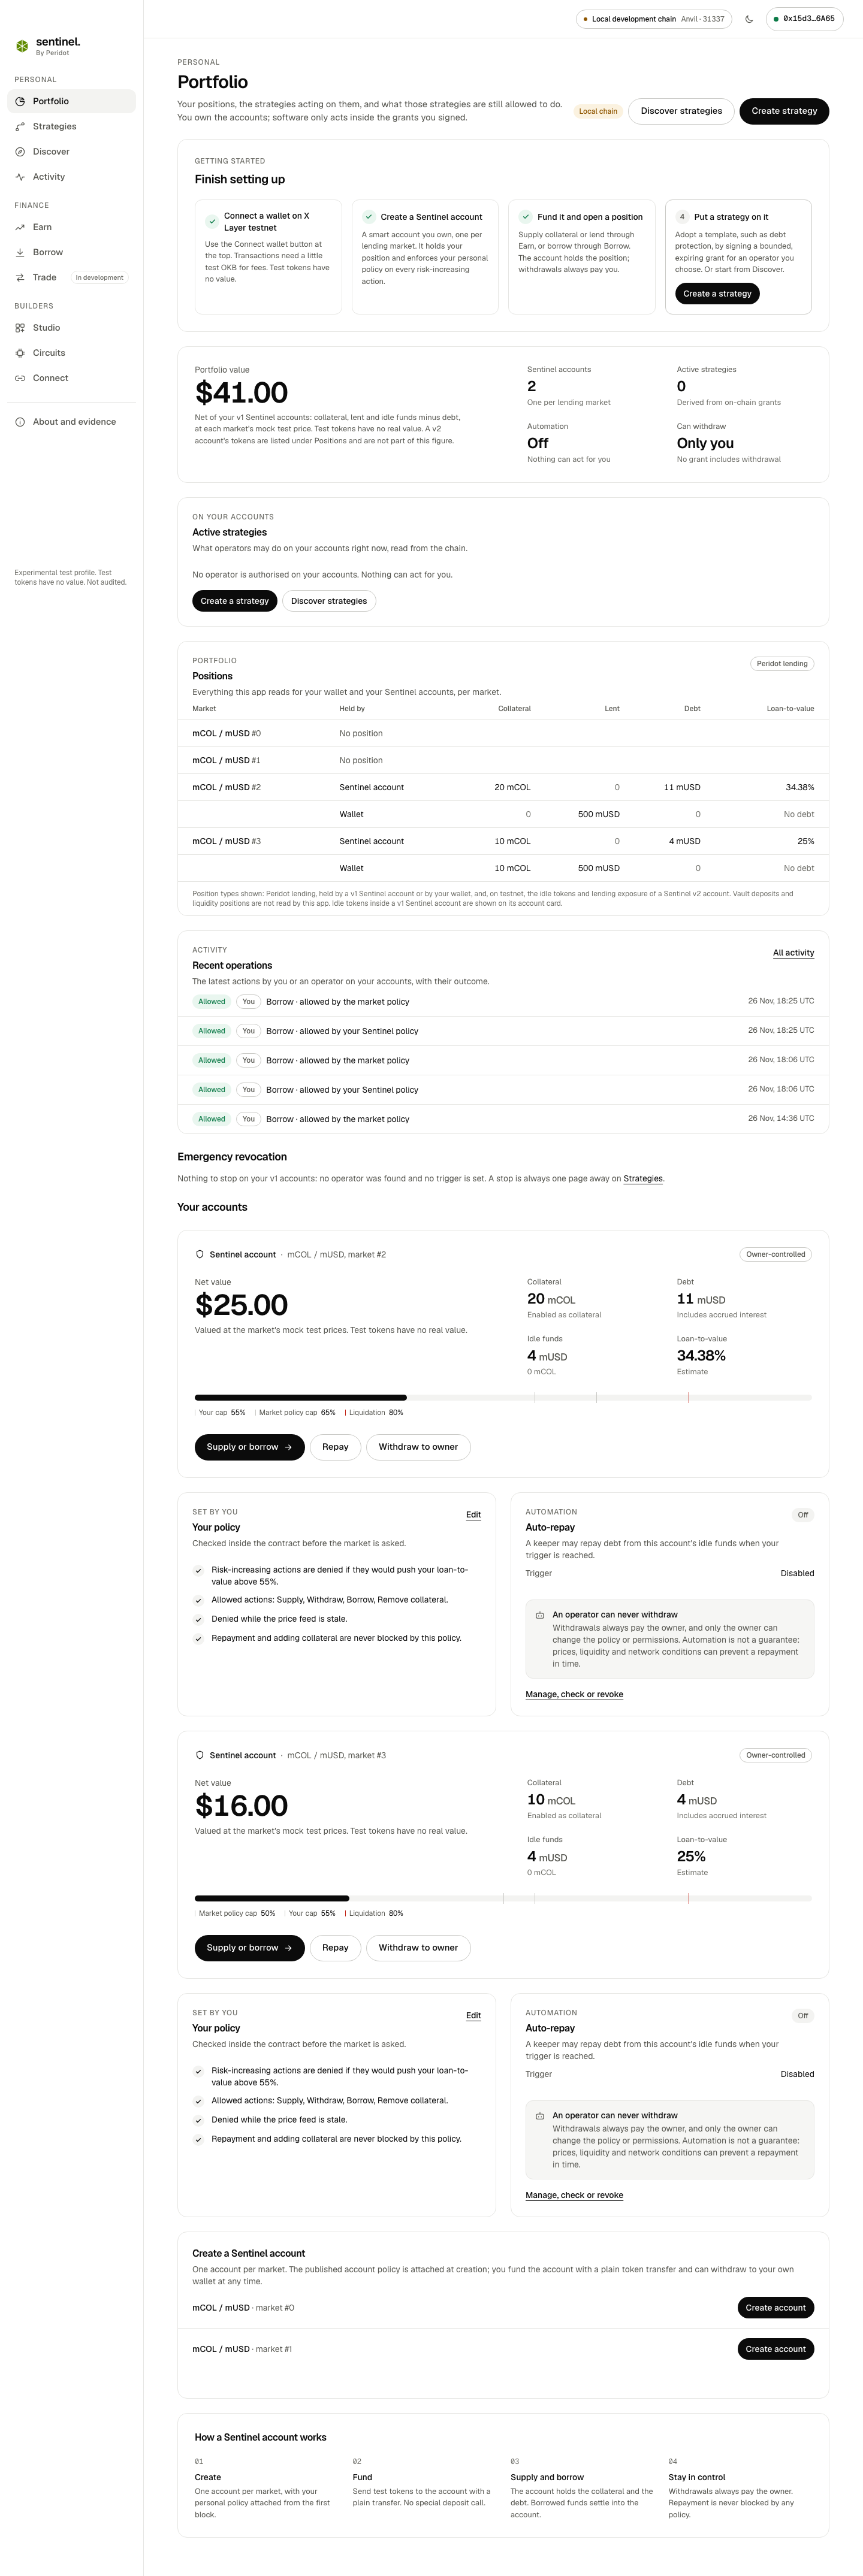 sentinel.
By Peridot
PERSONAL
Portfolio
Strategies
Discover
Activity
FINANCE
Earn
Borrow
Trade In development
BUILDERS
Studio
Circuits
Connect
About and evidence
Experimental test profile. Test
tokens have no value. Not audited.
Local development chain Anvil · 31337
0x15d3…6A65
PERSONAL
Portfolio
Your positions, the strategies acting on them, and what those strategies are still allowed to do.
You own the accounts; software only acts inside the grants you signed.
Local chain
Discover strategies
Create strategy
GETTING STARTED
Finish setting up
Connect a wallet on X
Layer testnet
Use the Connect wallet button at
the top. Transactions need a little
test OKB for fees. Test tokens have
no value.
Create a Sentinel account
A smart account you own, one per
lending market. It holds your
position and enforces your personal
policy on every risk-increasing
action.
Fund it and open a position
Supply collateral or lend through
Earn, or borrow through Borrow.
The account holds the position;
withdrawals always pay you.
4 Put a strategy on it
Adopt a template, such as debt
protection, by signing a bounded,
expiring grant for an operator you
choose. Or start from Discover.
Create a strategy
Portfolio value
$41.00
Net of your v1 Sentinel accounts: collateral, lent and idle funds minus debt,
at each market's mock test price. Test tokens have no real value. A v2
account's tokens are listed under Positions and are not part of this figure.
Sentinel accounts
2
One per lending market
Active strategies
0
Derived from on-chain grants
Automation
Off
Nothing can act for you
Can withdraw
Only you
No grant includes withdrawal
ON YOUR ACCOUNTS
Active strategies
What operators may do on your accounts right now, read from the chain.
No operator is authorised on your accounts. Nothing can act for you.
Create a strategy
Discover strategies
PORTFOLIO
Positions
Peridot lending
Everything this app reads for your wallet and your Sentinel accounts, per market.
Market Held by Collateral Lent Debt Loan-to-value
mCOL / mUSD #0 No position
mCOL / mUSD #1 No position
mCOL / mUSD #2 Sentinel account 20 mCOL 0 11 mUSD 34.38%
Wallet 0 500 mUSD 0 No debt
mCOL / mUSD #3 Sentinel account 10 mCOL 0 4 mUSD 25%
Wallet 10 mCOL 500 mUSD 0 No debt
Position types shown: Peridot lending, held by a v1 Sentinel account or by your wallet, and, on testnet, the idle tokens and lending exposure of a Sentinel v2 account. Vault deposits and
liquidity positions are not read by this app. Idle tokens inside a v1 Sentinel account are shown on its account card.
ACTIVITY
Recent operations
All activity
The latest actions by you or an operator on your accounts, with their outcome.
Allowed You Borrow · allowed by the market policy 26 Nov, 18:25 UTC
Allowed You Borrow · allowed by your Sentinel policy 26 Nov, 18:25 UTC
Allowed You Borrow · allowed by the market policy 26 Nov, 18:06 UTC
Allowed You Borrow · allowed by your Sentinel policy 26 Nov, 18:06 UTC
Allowed You Borrow · allowed by the market policy 26 Nov, 14:36 UTC
Emergency revocation
Nothing to stop on your v1 accounts: no operator was found and no trigger is set. A stop is always one page away on Strategies.
Your accounts
Sentinel account · mCOL / mUSD, market #2
Owner-controlled
Net value
$25.00
Valued at the market's mock test prices. Test tokens have no real value.
Collateral
20 mCOL
Enabled as collateral
Debt
11 mUSD
Includes accrued interest
Idle funds
4 mUSD
0 mCOL
Loan-to-value
34.38%
Estimate
Your cap 55% Market policy cap 65% Liquidation 80%
Supply or borrow →
Repay
Withdraw to owner
SET BY YOU
Your policy
Edit
Checked inside the contract before the market is asked.
Risk-increasing actions are denied if they would push your loan-to-
value above 55%.
Allowed actions: Supply, Withdraw, Borrow, Remove collateral.
Denied while the price feed is stale.
Repayment and adding collateral are never blocked by this policy.
AUTOMATION
Auto-repay
Off
A keeper may repay debt from this account's idle funds when your
trigger is reached.
Trigger Disabled
An operator can never withdraw
Withdrawals always pay the owner, and only the owner can
change the policy or permissions. Automation is not a guarantee:
prices, liquidity and network conditions can prevent a repayment
in time.
Manage, check or revoke
Sentinel account · mCOL / mUSD, market #3
Owner-controlled
Net value
$16.00
Valued at the market's mock test prices. Test tokens have no real value.
Collateral
10 mCOL
Enabled as collateral
Debt
4 mUSD
Includes accrued interest
Idle funds
4 mUSD
0 mCOL
Loan-to-value
25%
Estimate
Market policy cap 50% Your cap 55% Liquidation 80%
Supply or borrow →
Repay
Withdraw to owner
SET BY YOU
Your policy
Edit
Checked inside the contract before the market is asked.
Risk-increasing actions are denied if they would push your loan-to-
value above 55%.
Allowed actions: Supply, Withdraw, Borrow, Remove collateral.
Denied while the price feed is stale.
Repayment and adding collateral are never blocked by this policy.
AUTOMATION
Auto-repay
Off
A keeper may repay debt from this account's idle funds when your
trigger is reached.
Trigger Disabled
An operator can never withdraw
Withdrawals always pay the owner, and only the owner can
change the policy or permissions. Automation is not a guarantee:
prices, liquidity and network conditions can prevent a repayment
in time.
Manage, check or revoke
Create a Sentinel account
One account per market. The published account policy is attached at creation; you fund the account with a plain token transfer and can withdraw to your own
wallet at any time.
mCOL / mUSD · market #0 Create account
mCOL / mUSD · market #1 Create account
How a Sentinel account works
01
Create
One account per market, with your
personal policy attached from the first
block.
02
Fund
Send test tokens to the account with a
plain transfer. No special deposit call.
03
Supply and borrow
The account holds the collateral and the
debt. Borrowed funds settle into the
account.
04
Stay in control
Withdrawals always pay the owner.
Repayment is never blocked by any
policy.